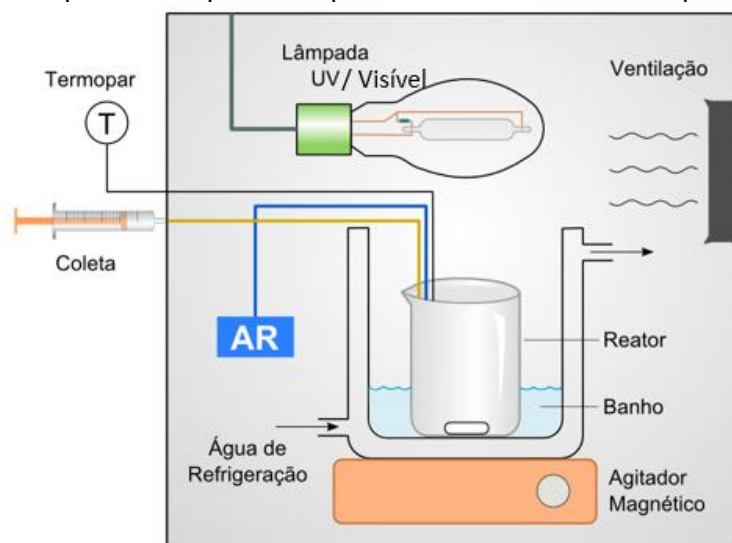 Lâmpada
UV/ Visível
Termopar
T
Ventilação
Coleta
AR
Reator
Banho
Água de
Refrigeração
Agitador
Magnético